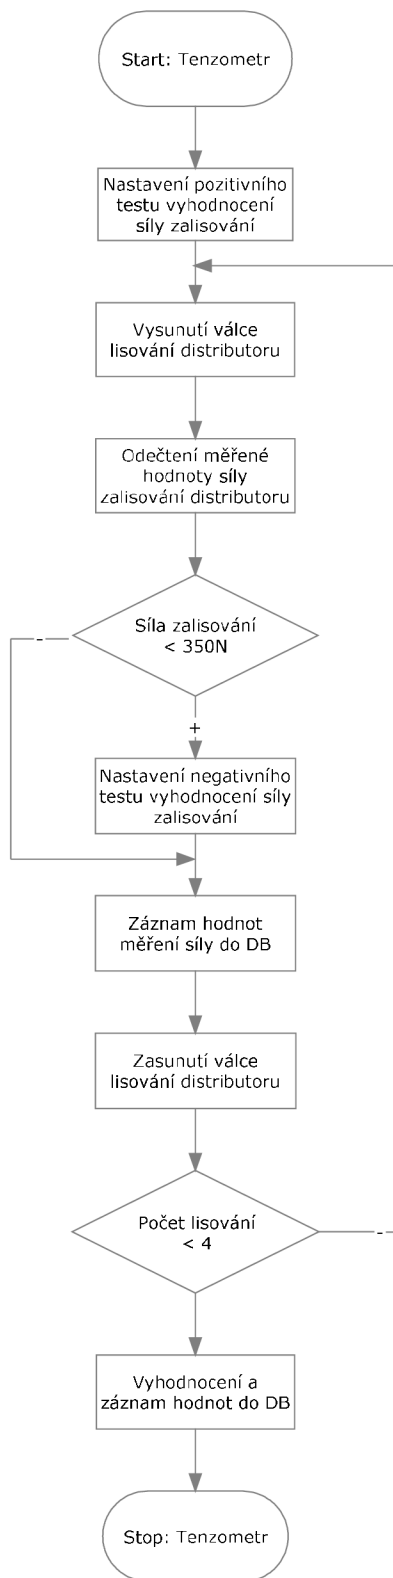 Start: Tenzometr
Nastavení pozitivního
testu vyhodnocení
síly zalisování
Vysunutí válce
lisování distributoru
Odečtení měřené
hodnoty síly
zalisování distributoru
Síla zalisování
< 350N
-
+
Nastavení negativního
testu vyhodnocení síly
zalisování
Záznam hodnot
měření síly do DB
Zasunutí válce
lisování distributoru
Počet lisování
< 4
-
Vyhodnocení a
záznam hodnot do DB
Stop: Tenzometr